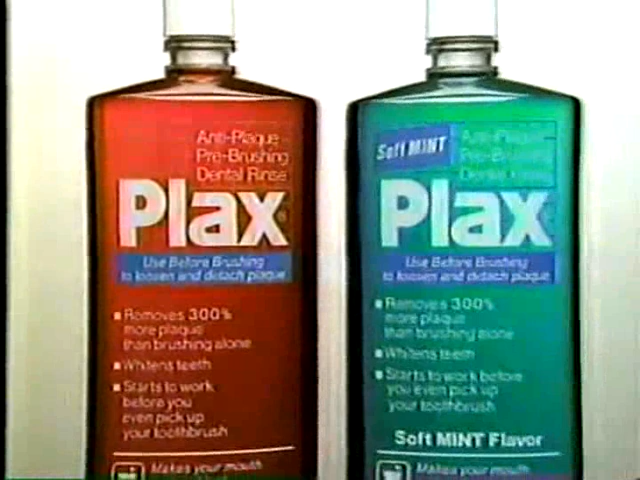 Anti-Plaque
Pre-Brushing
Dental Rinse
Plax
Use Before Brushing
to loosen and detach plaque
Removes 300%
more plaque
than brushing alone
Whitens teeth
Starts to work
before you
even pick up
your toothbrush
Makes your mouth
Soft MINT
Anti-Plaque
Pre-Brushing
Dental Rinse
Plax
Use Before Brushing
to loosen and detach plaque
Removes 300%
more plaque
than brushing alone
Whitens teeth
Starts to work before
you even pick up
your toothbrush
Soft MINT Flavor
Makes your mouth